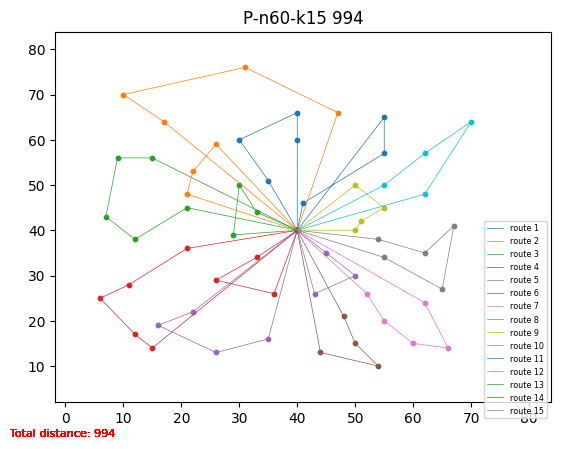 P-n60-k15 994
80
70
60
50
40
30
20
10
0
10
20
30
40
50
60
70
80
route 1
route 2
route 3
route 4
route 5
route 6
route 7
route 8
route 9
route 10
route 11
route 12
route 13
route 14
route 15
Total distance: 994